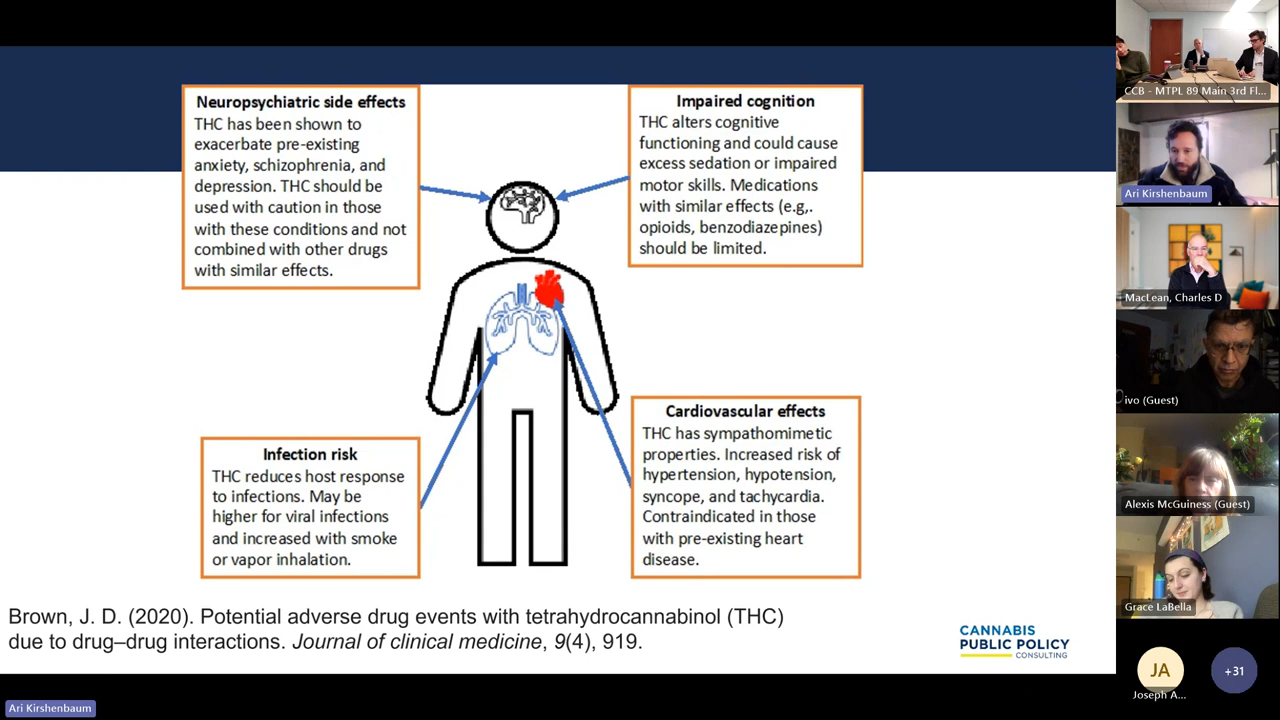 Neuropsychiatric side effects
THC has been shown to
exacerbate pre-existing
anxiety, schizophrenia, and
depression. THC should be
used with caution in those
with these conditions and not
combined with other drugs
with similar effects.
Impaired cognition
THC alters cognitive
functioning and could cause
excess sedation or impaired
motor skills. Medications
with similar effects (e.g,.
opioids, benzodiazepines)
should be limited.
Infection risk
THC reduces host response
to infections. May be
higher for viral infections
and increased with smoke
or vapor inhalation.
Cardiovascular effects
THC has sympathomimetic
properties. Increased risk of
hypertension, hypotension,
syncope, and tachycardia.
Contraindicated in those
with pre-existing heart
disease.
Brown, J. D. (2020). Potential adverse drug events with tetrahydrocannabinol (THC)
due to drug–drug interactions. Journal of clinical medicine, 9(4), 919.
CANNABIS
PUBLIC POLICY
CONSULTING
Ari Kirshenbaum
CCB - MTPL 89 Main 3rd Fl...
Ari Kirshenbaum
MacLean, Charles D
ivo (Guest)
Alexis McGuiness (Guest)
Grace LaBella
JA
Joseph A...
+31